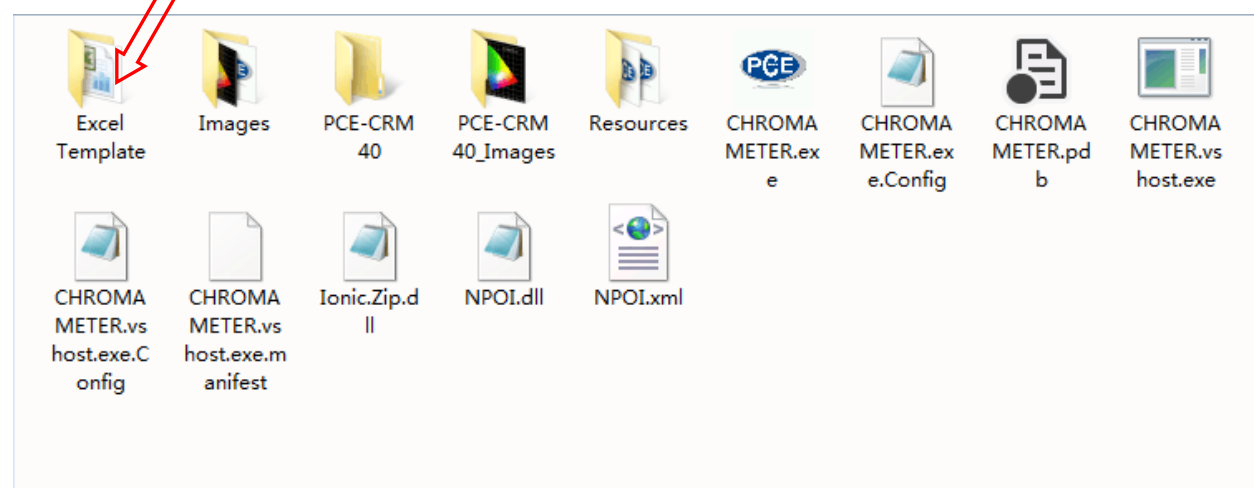 PCE
Excel
Template
Images
PCE-CRM
40
PCE-CRM
40_Images
Resources
CHROMA
METER.ex
e
CHROMA
METER.ex
e.Config
CHROMA
METER.pd
b
CHROMA
METER.vs
host.exe
CHROMA
METER.vs
host.exe.C
onfig
CHROMA
METER.vs
host.exe.m
anifest
Ionic.Zip.d
ll
NPOI.dll
NPOI.xml